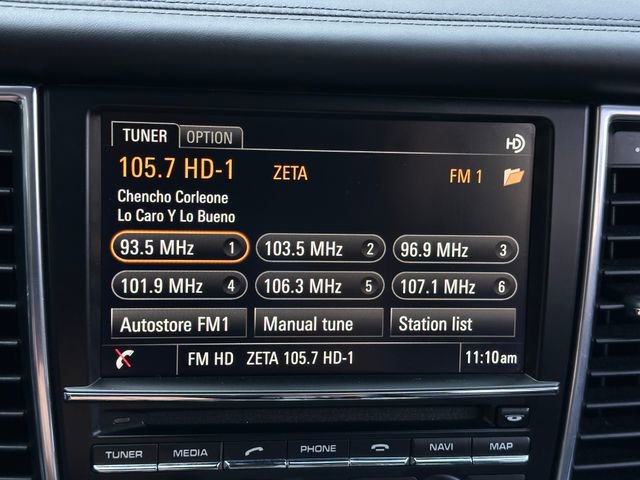 TUNER OPTION
HD
105.7 HD-1 ZETA FM 1
Chencho Corleone
Lo Caro Y Lo Bueno
93.5 MHz 1 103.5 MHz 2 96.9 MHz 3
101.9 MHz 4 106.3 MHz 5 107.1 MHz 6
Autostore FM1 Manual tune Station list
FM HD ZETA 105.7 HD-1 11:10am
TUNER MEDIA PHONE NAVI MAP